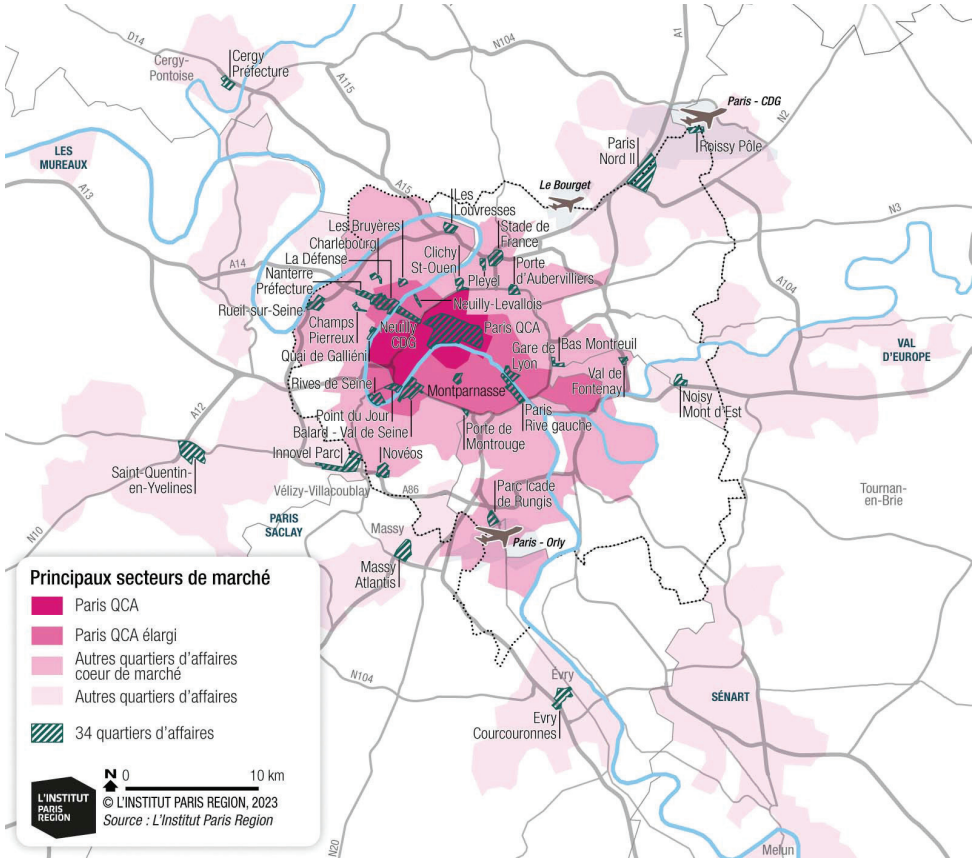 D14
Cergy-
Pontoise
Cergy
Préfecture
N104
A115
A1
Paris - CDG
N2
Roissy Pôle
Paris
Nord II
LES
MUREAUX
A13
A15
Le Bourget
Les
Louvresses
Stade de
France
N3
Les Bruyères
Charlebourg
La Défense
Clichy
St-Ouen
Porte
d'Aubervilliers
A14
Nanterre
Préfecture
Pleyel
Neuilly-Levallois
A104
Rueil-sur-Seine
Champs
Pierreux
Neuilly
CDG
Paris QCA
Quai de Galliéni
Gare de
Lyon
Bas Montreuil
VAL
D'EUROPE
Rives de Seine
Montparnasse
Val de
Fontenay
Noisy
Mont d'Est
A12
Point du Jour
Balard - Val de Seine
Paris
Rive gauche
Porte de
Montrouge
Innovel Parc
Novéos
Saint-Quentin-
en-Yvelines
Vélizy-Villacoublay
A86
Parc Icade
de Rungis
Tournan-
en-Brie
N10
PARIS
SACLAY
Massy
Paris - Orly
Massy
Atlantis
Principaux secteurs de marché
Paris QCA
Paris QCA élargi
Autres quartiers d'affaires
coeur de marché
Autres quartiers d'affaires
34 quartiers d'affaires
N104
Évry
Evry
Courcouronnes
SÉNART
L'INSTITUT
PARIS
REGION
N 0 10 km
© L'INSTITUT PARIS REGION, 2023
Source : L'Institut Paris Region
N20
Melun